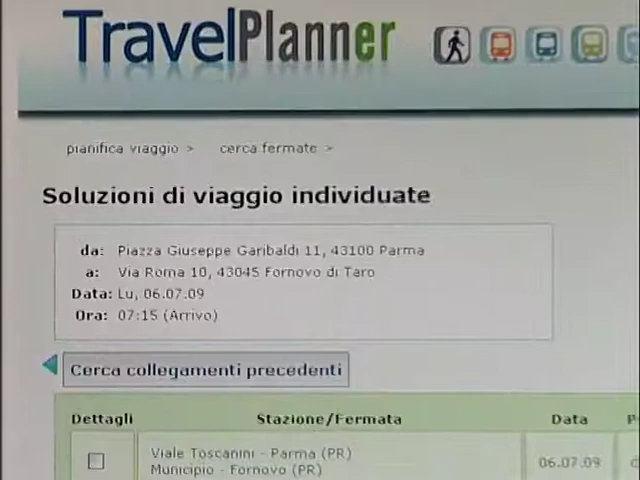 TravelPlanner
pianifica viaggio >   cerca fermate >
Soluzioni di viaggio individuate
da: Piazza Giuseppe Garibaldi 11, 43100 Parma
a: Via Roma 10, 43045 Fornovo di Taro
Data: Lu, 06.07.09
Ora: 07:15 (Arrivo)
Cerca collegamenti precedenti
Dettagli   Stazione/Fermata   Data
Viale Toscanini - Parma (PR)
Municipio - Fornovo (PR)   06.07.09